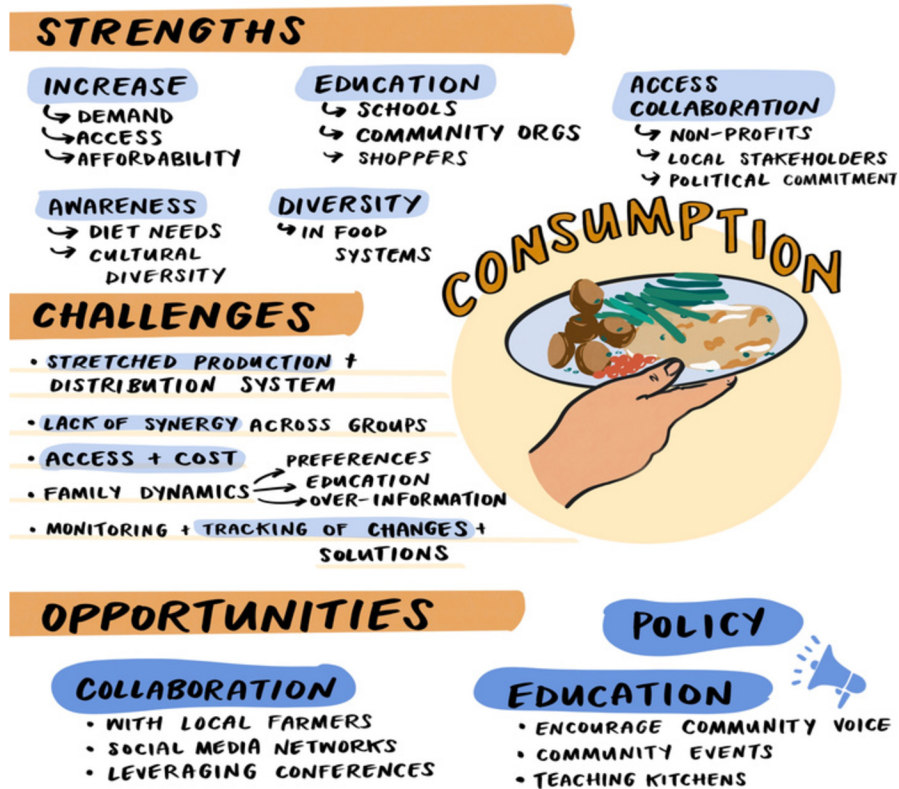 STRENGTHS
INCREASE
DEMAND
ACCESS
AFFORDABILITY
EDUCATION
SCHOOLS
COMMUNITY ORGS
SHOPPERS
ACCESS
COLLABORATION
NON-PROFITS
LOCAL STAKEHOLDERS
POLITICAL COMMITMENT
AWARENESS
DIET NEEDS
CULTURAL
DIVERSITY
DIVERSITY
IN FOOD
SYSTEMS
CONSUMPTION
CHALLENGES
• STRETCHED PRODUCTION +
DISTRIBUTION SYSTEM
• LACK OF SYNERGY ACROSS GROUPS
• ACCESS + COST
• FAMILY DYNAMICS
PREFERENCES
EDUCATION
OVER-INFORMATION
• MONITORING + TRACKING OF CHANGES +
SOLUTIONS
OPPORTUNITIES
POLICY
COLLABORATION
• WITH LOCAL FARMERS
• SOCIAL MEDIA NETWORKS
• LEVERAGING CONFERENCES
EDUCATION
• ENCOURAGE COMMUNITY VOICE
• COMMUNITY EVENTS
• TEACHING KITCHENS